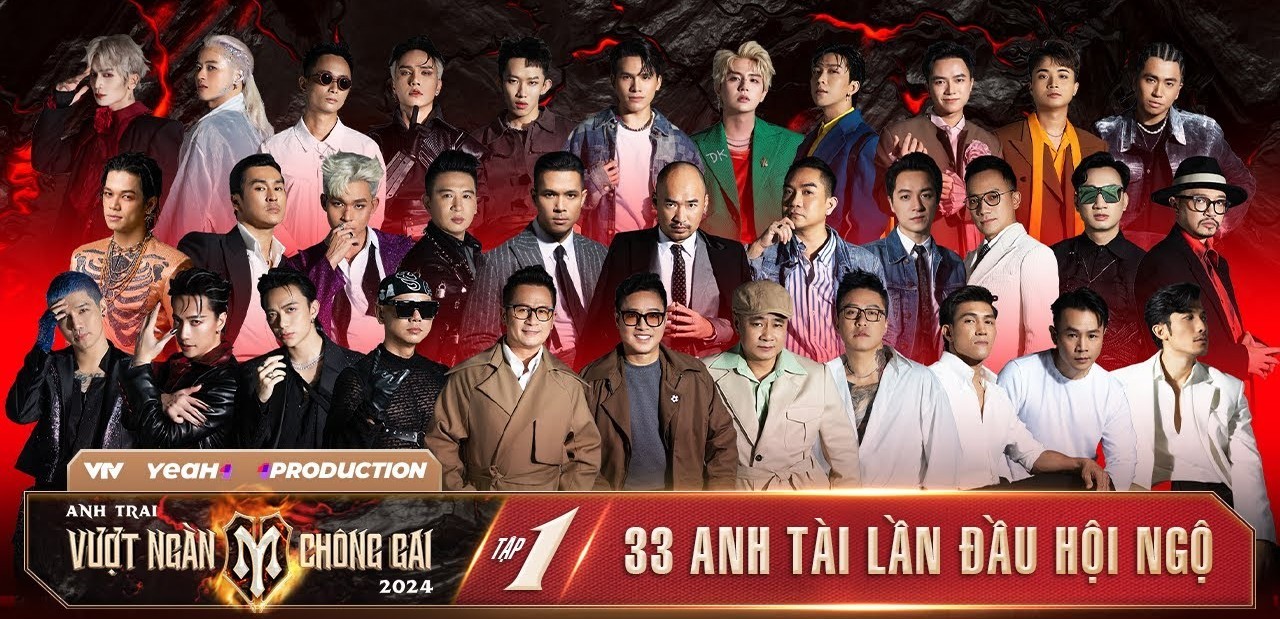 DK
VTV YeaH1 1PRODUCTION
ANH TRAI
VƯỢT NGÀN CHÔNG GAI
2024
TẬP 1
33 ANH TÀI LẦN ĐẦU HỘI NGỘ